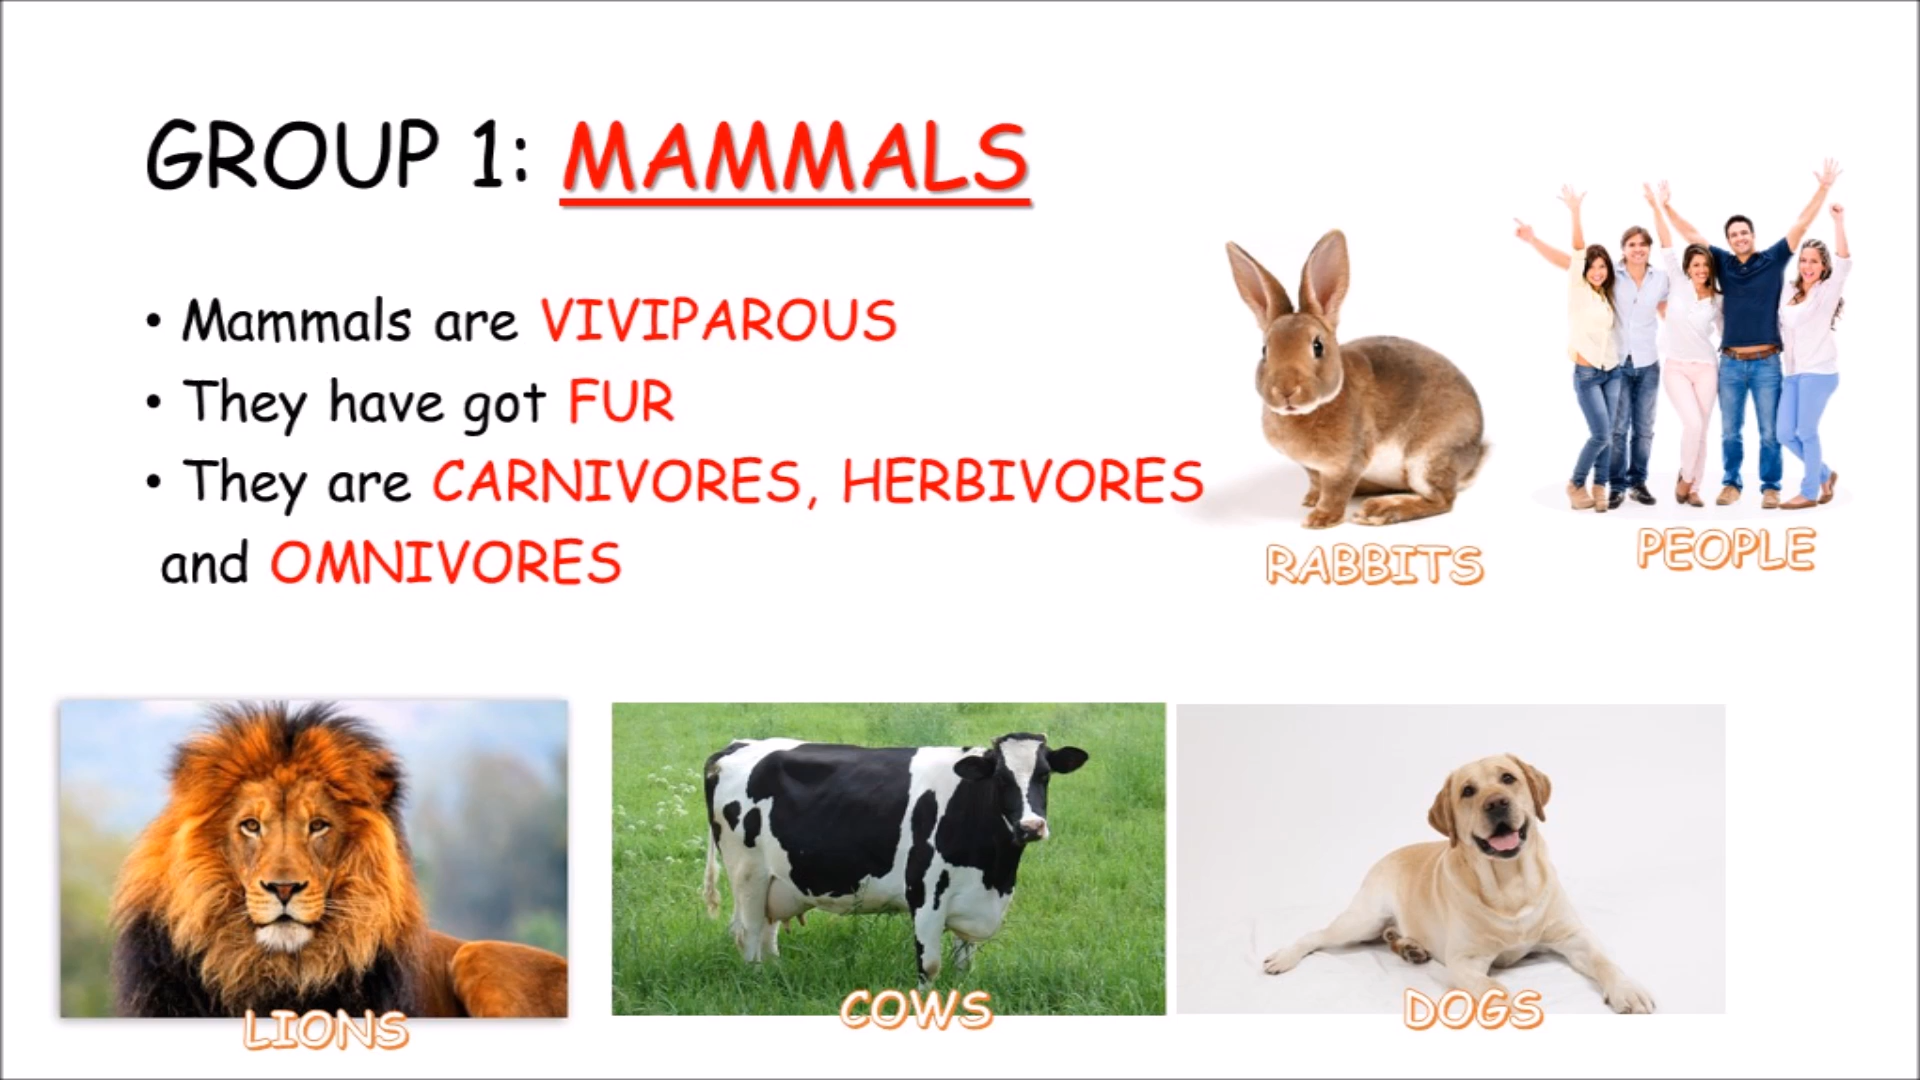 GROUP 1: MAMMALS
• Mammals are VIVIPAROUS
• They have got FUR
• They are CARNIVORES, HERBIVORES
and OMNIVORES
RABBITS
PEOPLE
LIONS
COWS
DOGS